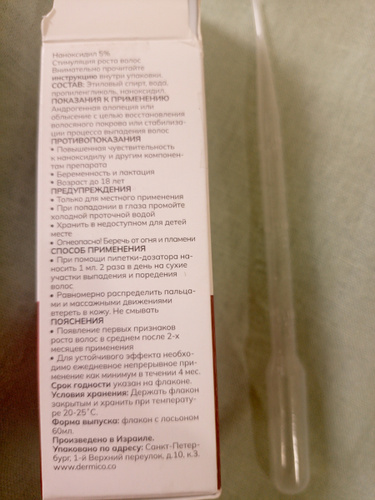 Наноксидил 5%
Стимуляция роста волос
Внимательно прочитайте
инструкцию внутри упаковки
СОСТАВ: Этиловый спирт, вода,
пропиленгликоль, наноксидил.
ПОКАЗАНИЯ К ПРИМЕНЕНИЮ
Андрогенная алопеция или
облысение с целью восстановления
волосяного покрова или стабилиза-
ции процесса выпадения волос
ПРОТИВОПОКАЗАНИЯ
• Повышенная чувствительность
к наноксидилу и другим компонен-
там препарата
• Беременность и лактация
• Возраст до 18 лет
ПРЕДУПРЕЖДЕНИЯ
• Только для местного применения
• При попадании в глаза промойте
холодной проточной водой
• Хранить в недоступном для детей
месте
• Огнеопасно! Беречь от огня и пламени
СПОСОБ ПРИМЕНЕНИЯ
• При помощи пипетки-дозатора на-
носить 1 мл. 2 раза в день на сухие
участки выпадения и поредения
волос
• Равномерно распределить пальца-
ми и массажными движениями
втереть в кожу. Не смывать
ПОЯСНЕНИЯ
• Появление первых признаков
роста волос в среднем после 2-х
месяцев применения
• Для устойчивого эффекта необхо-
димо ежедневное непрерывное при-
менение как минимум в течении 4 мес.
Срок годности указан на флаконе.
Условия хранения: Держать флакон
закрытым и хранить при температу-
ре 20-25°С.
Форма выпуска: флакон с лосьоном
60мл.
Произведено в Израиле.
Упаковано по адресу: Санкт-Петер-
бург, 1-й Верхний переулок, д.10, к.3.
www.dermico.co